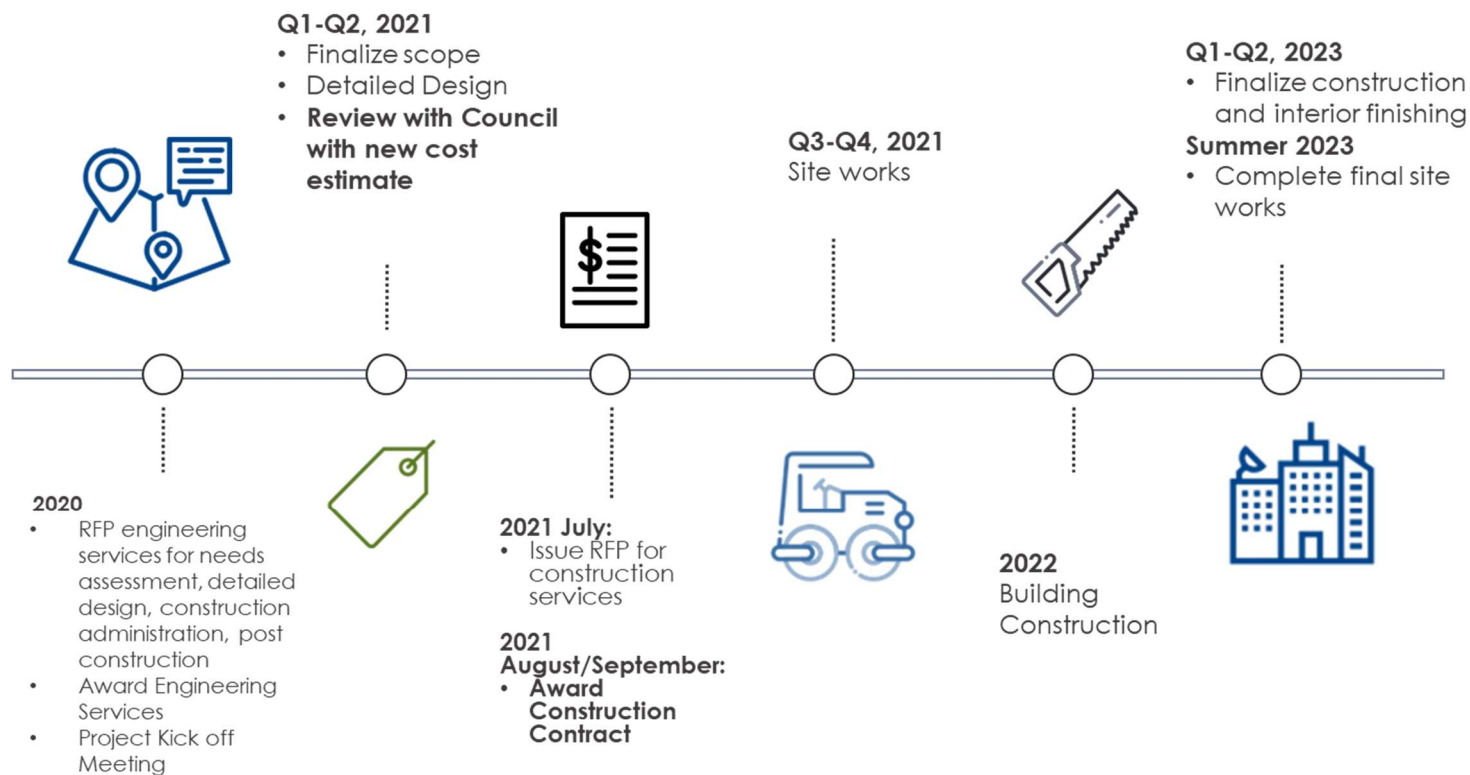 Q1-Q2, 2021
• Finalize scope
• Detailed Design
• Review with Council
with new cost
estimate
Q3-Q4, 2021
Site works
Q1-Q2, 2023
• Finalize construction
and interior finishing
Summer 2023
• Complete final site
works
$
2020
• RFP engineering
services for needs
assessment, detailed
design, construction
administration, post
construction
• Award Engineering
Services
• Project Kick off
Meeting
2021 July:
• Issue RFP for
construction
services
2021
August/September:
• Award
Construction
Contract
2022
Building
Construction